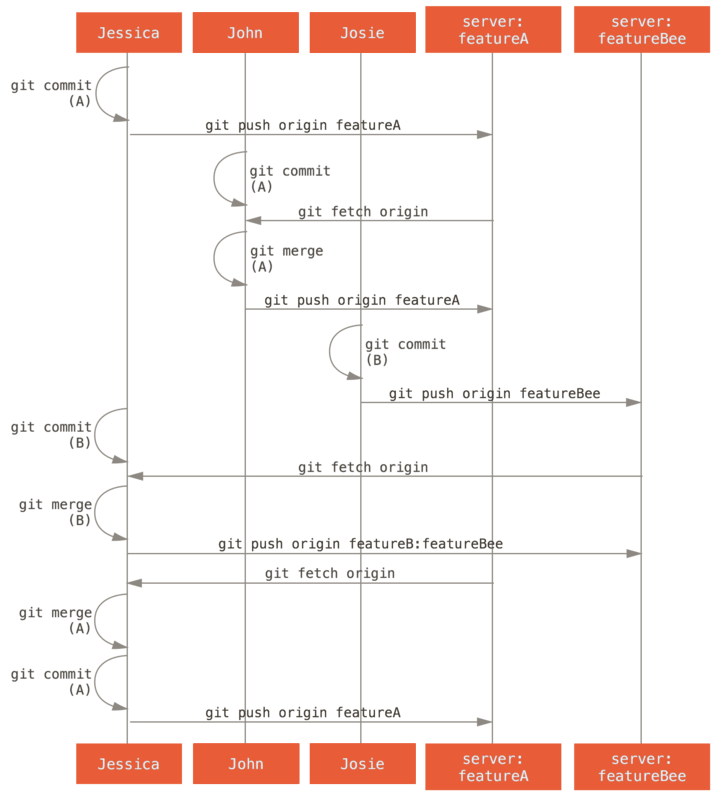 Jessica
John
Josie
server:
featureA
server:
featureBee
git commit
(A)
git push origin featureA
git commit
(A)
git fetch origin
git merge
(A)
git push origin featureA
git commit
(B)
git push origin featureBee
git commit
(B)
git fetch origin
git merge
(B)
git push origin featureB:featureBee
git fetch origin
git merge
(A)
git commit
(A)
git push origin featureA
Jessica
John
Josie
server:
featureA
server:
featureBee